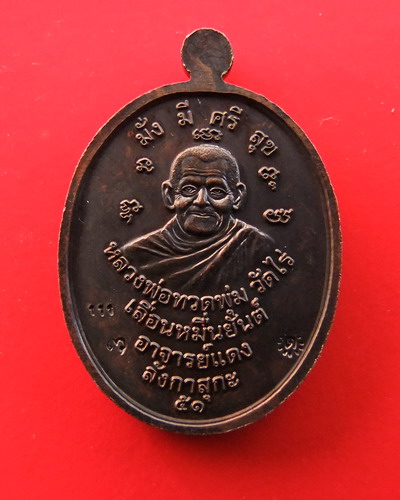 มั่ง มี ศรี สุข
หลวงพ่อทวดพุ่ม วัดไร่
เลื่อนหมื่นยันต์
อาจารย์แดง
ลังกาสุกะ
๕๑